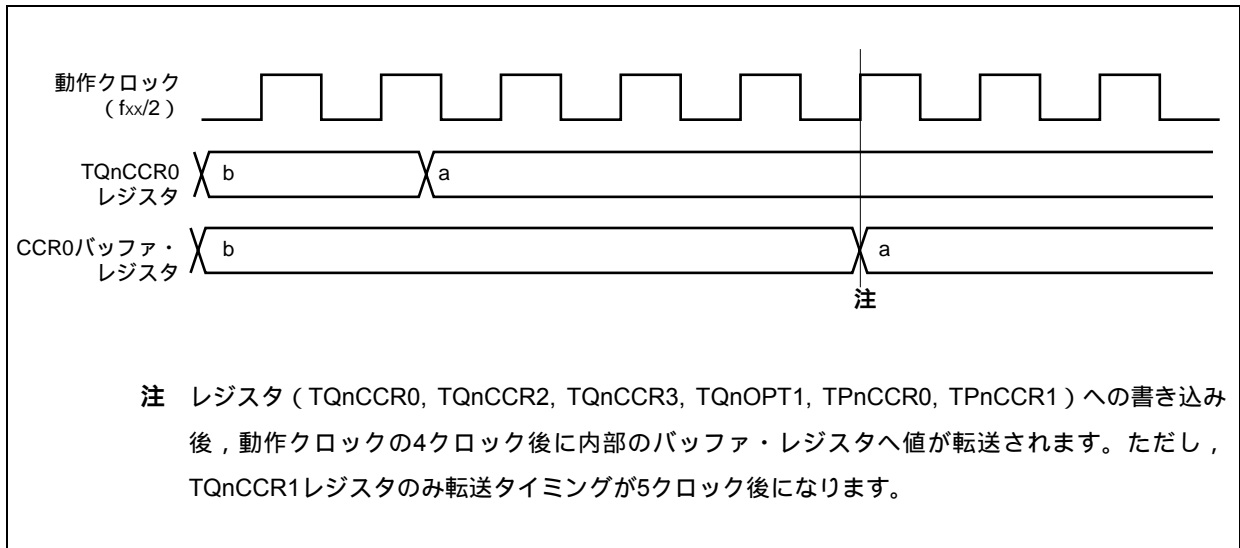 動作クロック
（fxx/2）
TQnCCR0
レジスタ
b
a
CCR0バッファ・
レジスタ
b
a
注
注 レジスタ（TQnCCR0, TQnCCR2, TQnCCR3, TQnOPT1, TPnCCR0, TPnCCR1）への書き込み
後，動作クロックの4クロック後に内部のバッファ・レジスタへ値が転送されます。ただし，
TQnCCR1レジスタのみ転送タイミングが5クロック後になります。